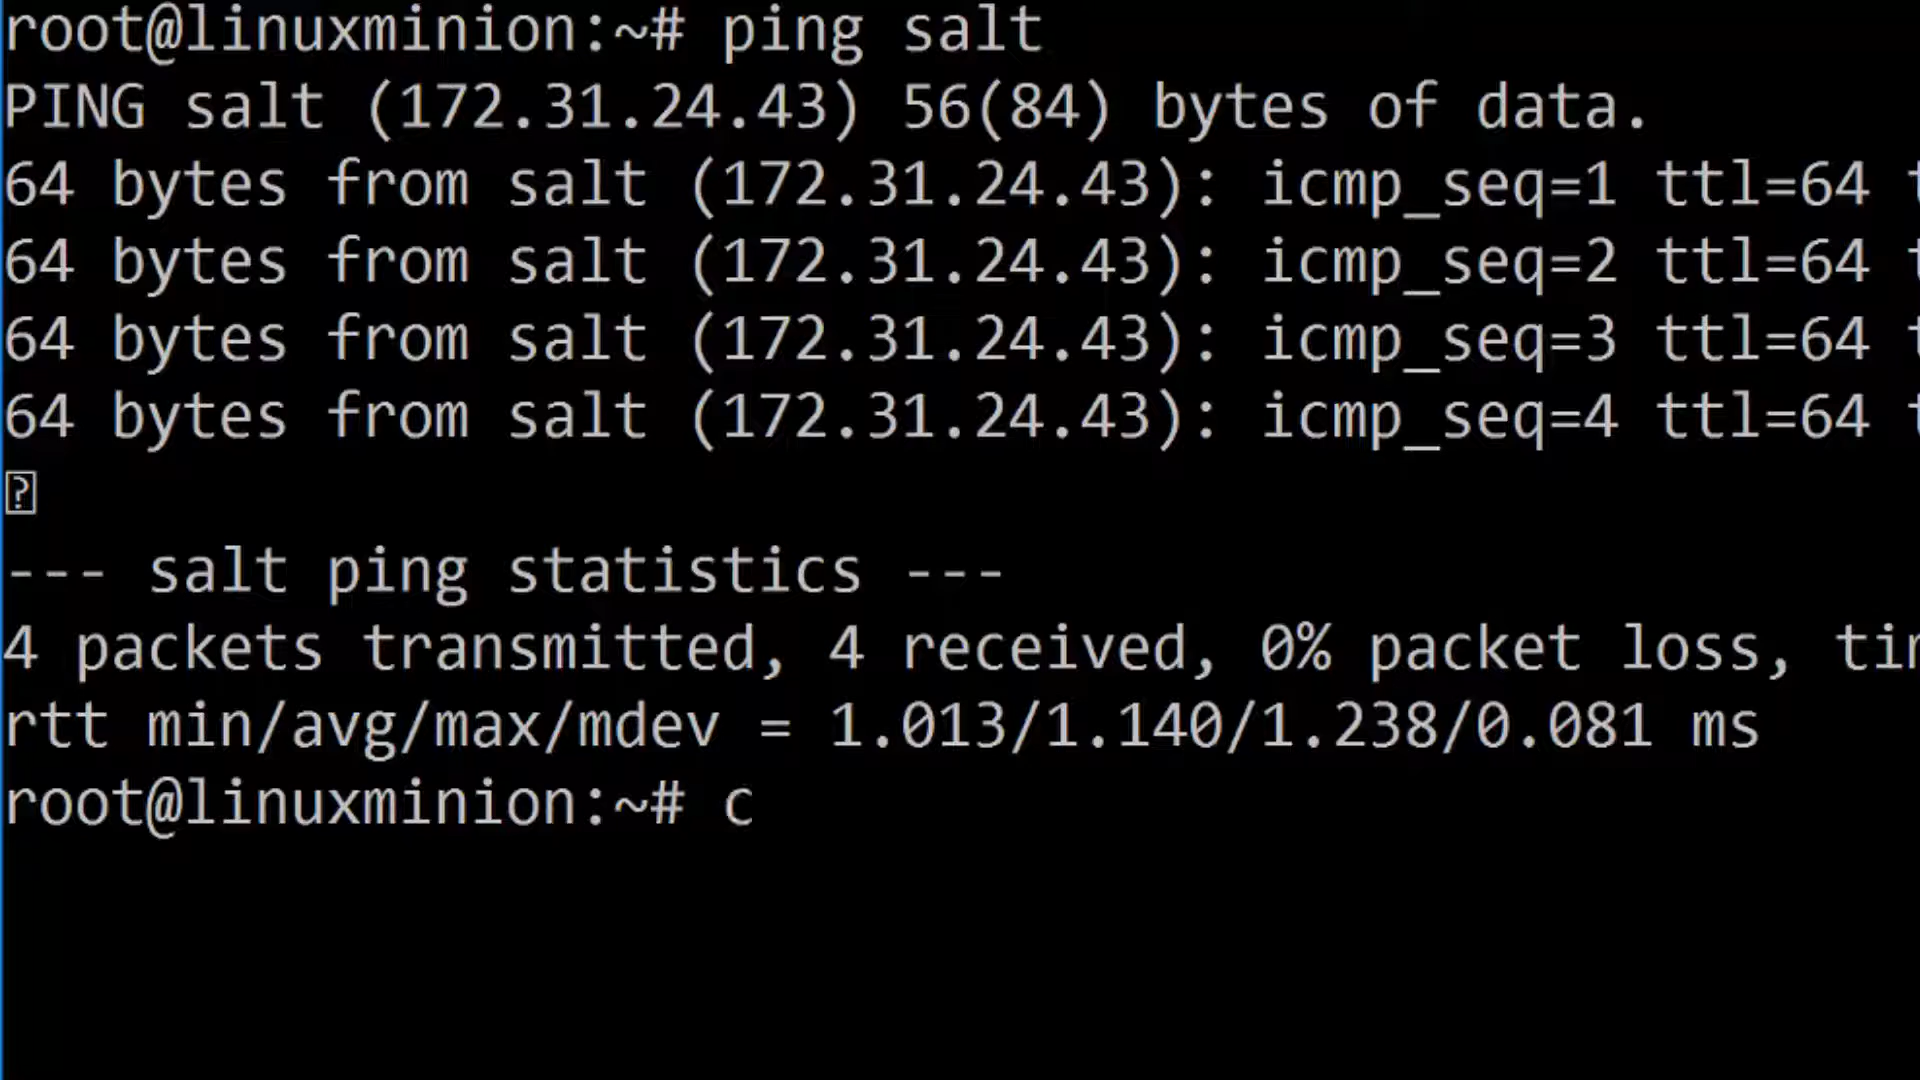 root@linuxminion:~# ping salt
PING salt (172.31.24.43) 56(84) bytes of data.
64 bytes from salt (172.31.24.43): icmp_seq=1 ttl=64
64 bytes from salt (172.31.24.43): icmp_seq=2 ttl=64
64 bytes from salt (172.31.24.43): icmp_seq=3 ttl=64
64 bytes from salt (172.31.24.43): icmp_seq=4 ttl=64
--- salt ping statistics ---
4 packets transmitted, 4 received, 0% packet loss,
rtt min/avg/max/mdev = 1.013/1.140/1.238/0.081 ms
root@linuxminion:~# c